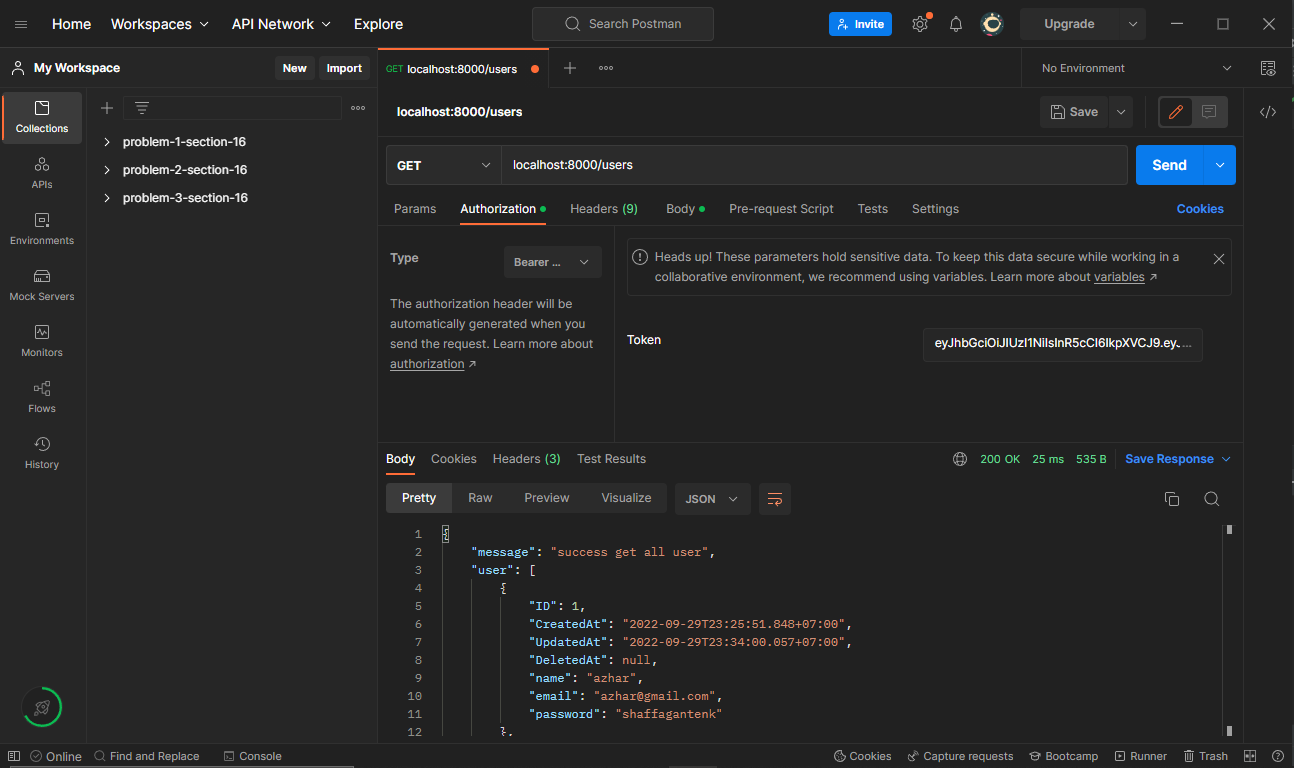 Home Workspaces API Network Explore Search Postman Invite Upgrade
My Workspace New Import GET localhost:8000/users No Environment
Collections
APIs
Environments
Mock Servers
Monitors
Flows
History
problem-1-section-16
problem-2-section-16
problem-3-section-16
localhost:8000/users Save
GET localhost:8000/users Send
Params Authorization Headers (9) Body Pre-request Script Tests Settings Cookies
Type Bearer ...
The authorization header will be
automatically generated when you
send the request. Learn more about
authorization ↗
Heads up! These parameters hold sensitive data. To keep this data secure while working in a
collaborative environment, we recommend using variables. Learn more about variables ↗
Token eyJhbGciOiJIUzI1NiIsInR5cCI6IkpXVCJ9.ey...
Body Cookies Headers (3) Test Results 200 OK 25 ms 535 B Save Response
Pretty Raw Preview Visualize JSON
1 {
2 "message": "success get all user",
3 "user": [
4 {
5 "ID": 1,
6 "CreatedAt": "2022-09-29T23:25:51.848+07:00",
7 "UpdatedAt": "2022-09-29T23:34:00.057+07:00",
8 "DeletedAt": null,
9 "name": "azhar",
10 "email": "azhar@gmail.com",
11 "password": "shaffagantenk"
12 },
Online Find and Replace Console Cookies Capture requests Bootcamp Runner Trash